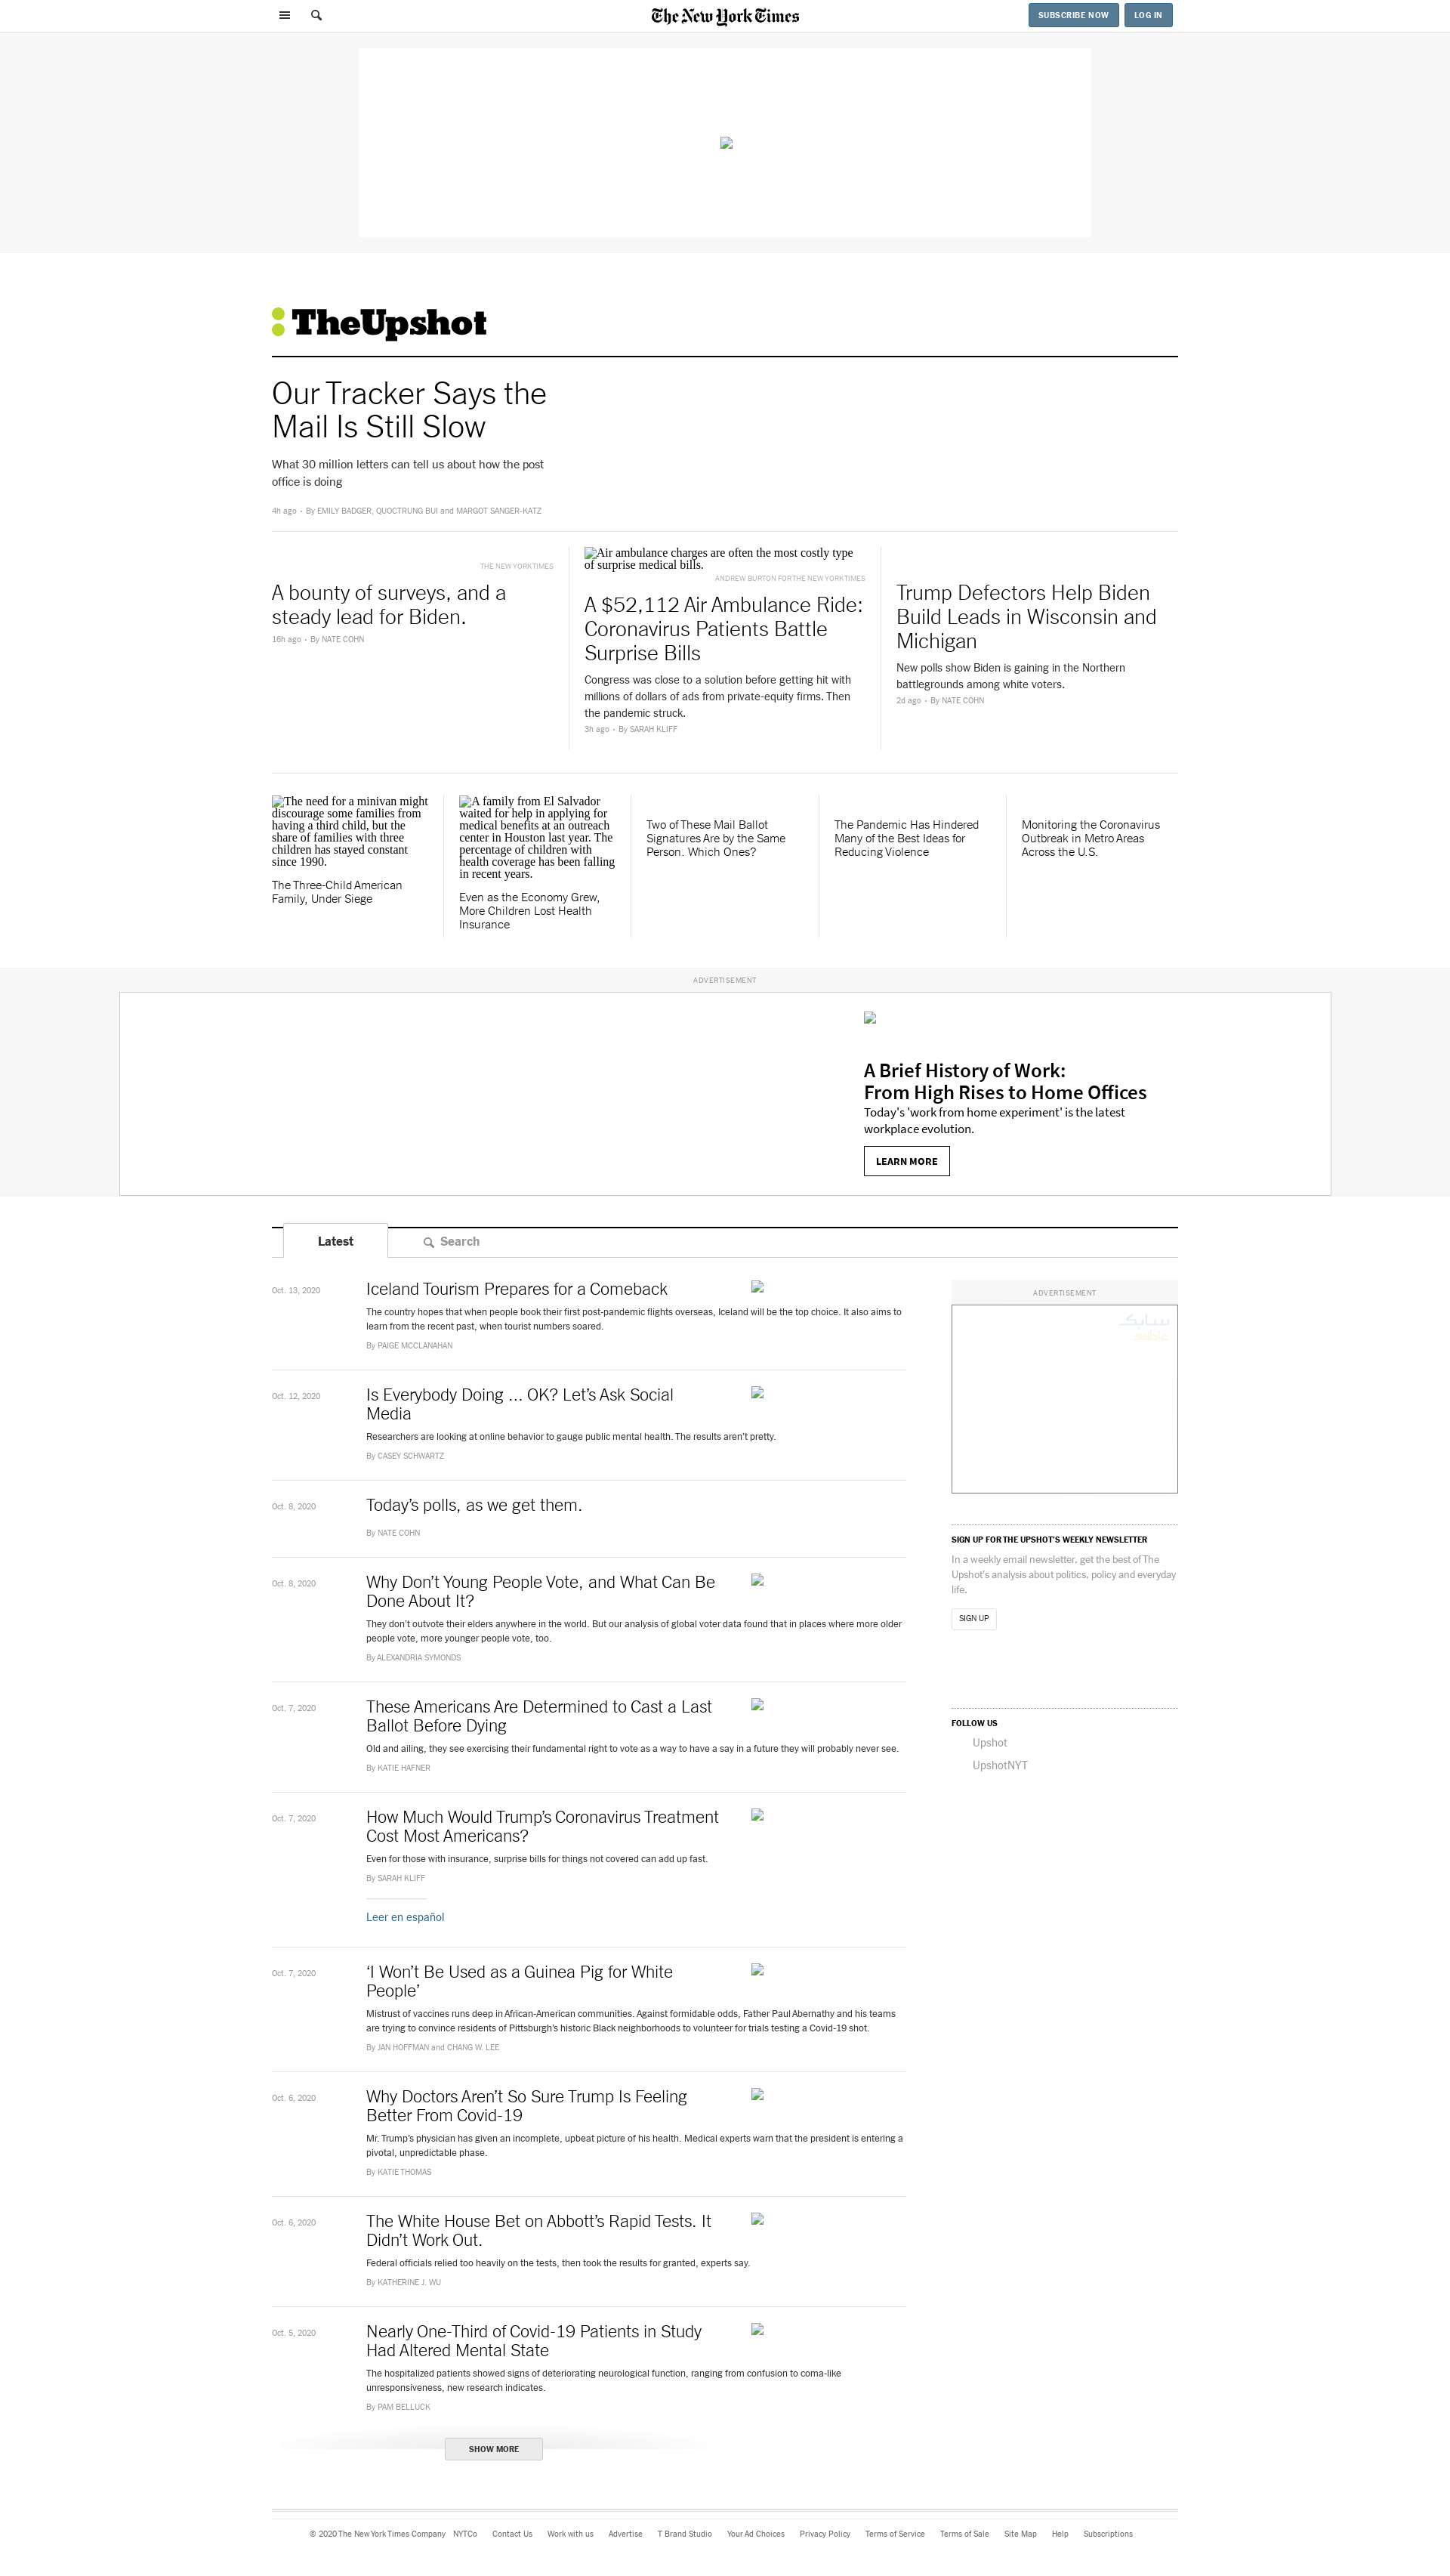 The New York Times
SUBSCRIBE NOW
LOG IN
TheUpshot
Our Tracker Says the
Mail Is Still Slow
What 30 million letters can tell us about how the post
office is doing
4h ago • By EMILY BADGER, QUOCTRUNG BUI and MARGOT SANGER-KATZ
THE NEW YORK TIMES
A bounty of surveys, and a
steady lead for Biden.
16h ago • By NATE COHN
Air ambulance charges are often the most costly type
of surprise medical bills.
ANDREW BURTON FOR THE NEW YORK TIMES
A $52,112 Air Ambulance Ride:
Coronavirus Patients Battle
Surprise Bills
Congress was close to a solution before getting hit with
millions of dollars of ads from private-equity firms. Then
the pandemic struck.
3h ago • By SARAH KLIFF
Trump Defectors Help Biden
Build Leads in Wisconsin and
Michigan
New polls show Biden is gaining in the Northern
battlegrounds among white voters.
2d ago • By NATE COHN
The need for a minivan might
discourage some families from
having a third child, but the
share of families with three
children has stayed constant
since 1990.
The Three-Child American
Family, Under Siege
A family from El Salvador
waited for help in applying for
medical benefits at an outreach
center in Houston last year. The
percentage of children with
health coverage has been falling
in recent years.
Even as the Economy Grew,
More Children Lost Health
Insurance
Two of These Mail Ballot
Signatures Are by the Same
Person. Which Ones?
The Pandemic Has Hindered
Many of the Best Ideas for
Reducing Violence
Monitoring the Coronavirus
Outbreak in Metro Areas
Across the U.S.
ADVERTISEMENT
A Brief History of Work:
From High Rises to Home Offices
Today's 'work from home experiment' is the latest
workplace evolution.
LEARN MORE
Latest
Search
Oct. 13, 2020
Iceland Tourism Prepares for a Comeback
The country hopes that when people book their first post-pandemic flights overseas, Iceland will be the top choice. It also aims to
learn from the recent past, when tourist numbers soared.
By PAIGE MCCLANAHAN
Oct. 12, 2020
Is Everybody Doing ... OK? Let’s Ask Social
Media
Researchers are looking at online behavior to gauge public mental health. The results aren’t pretty.
By CASEY SCHWARTZ
Oct. 8, 2020
Today’s polls, as we get them.
By NATE COHN
Oct. 8, 2020
Why Don’t Young People Vote, and What Can Be
Done About It?
They don’t outvote their elders anywhere in the world. But our analysis of global voter data found that in places where more older
people vote, more younger people vote, too.
By ALEXANDRIA SYMONDS
Oct. 7, 2020
These Americans Are Determined to Cast a Last
Ballot Before Dying
Old and ailing, they see exercising their fundamental right to vote as a way to have a say in a future they will probably never see.
By KATIE HAFNER
Oct. 7, 2020
How Much Would Trump’s Coronavirus Treatment
Cost Most Americans?
Even for those with insurance, surprise bills for things not covered can add up fast.
By SARAH KLIFF
Leer en español
Oct. 7, 2020
‘I Won’t Be Used as a Guinea Pig for White
People’
Mistrust of vaccines runs deep in African-American communities. Against formidable odds, Father Paul Abernathy and his teams
are trying to convince residents of Pittsburgh’s historic Black neighborhoods to volunteer for trials testing a Covid-19 shot.
By JAN HOFFMAN and CHANG W. LEE
Oct. 6, 2020
Why Doctors Aren’t So Sure Trump Is Feeling
Better From Covid-19
Mr. Trump’s physician has given an incomplete, upbeat picture of his health. Medical experts warn that the president is entering a
pivotal, unpredictable phase.
By KATIE THOMAS
Oct. 6, 2020
The White House Bet on Abbott’s Rapid Tests. It
Didn’t Work Out.
Federal officials relied too heavily on the tests, then took the results for granted, experts say.
By KATHERINE J. WU
Oct. 5, 2020
Nearly One-Third of Covid-19 Patients in Study
Had Altered Mental State
The hospitalized patients showed signs of deteriorating neurological function, ranging from confusion to coma-like
unresponsiveness, new research indicates.
By PAM BELLUCK
SHOW MORE
ADVERTISEMENT
سابك
SIGN UP FOR THE UPSHOT’S WEEKLY NEWSLETTER
In a weekly email newsletter, get the best of The
Upshot’s analysis about politics, policy and everyday
life.
SIGN UP
FOLLOW US
Upshot
UpshotNYT
© 2020 The New York Times Company NYTCo Contact Us Work with us Advertise T Brand Studio Your Ad Choices Privacy Policy Terms of Service Terms of Sale Site Map Help Subscriptions